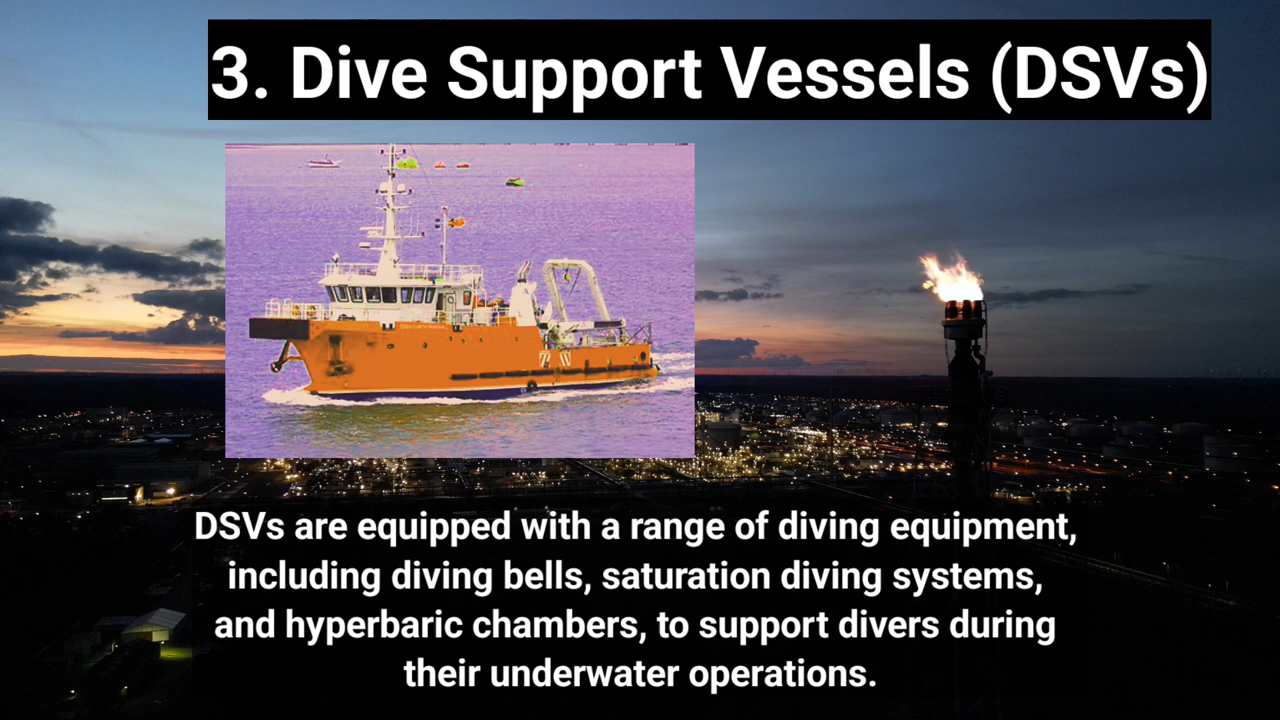 3. Dive Support Vessels (DSVs)
DSVs are equipped with a range of diving equipment,
including diving bells, saturation diving systems,
and hyperbaric chambers, to support divers during
their underwater operations.